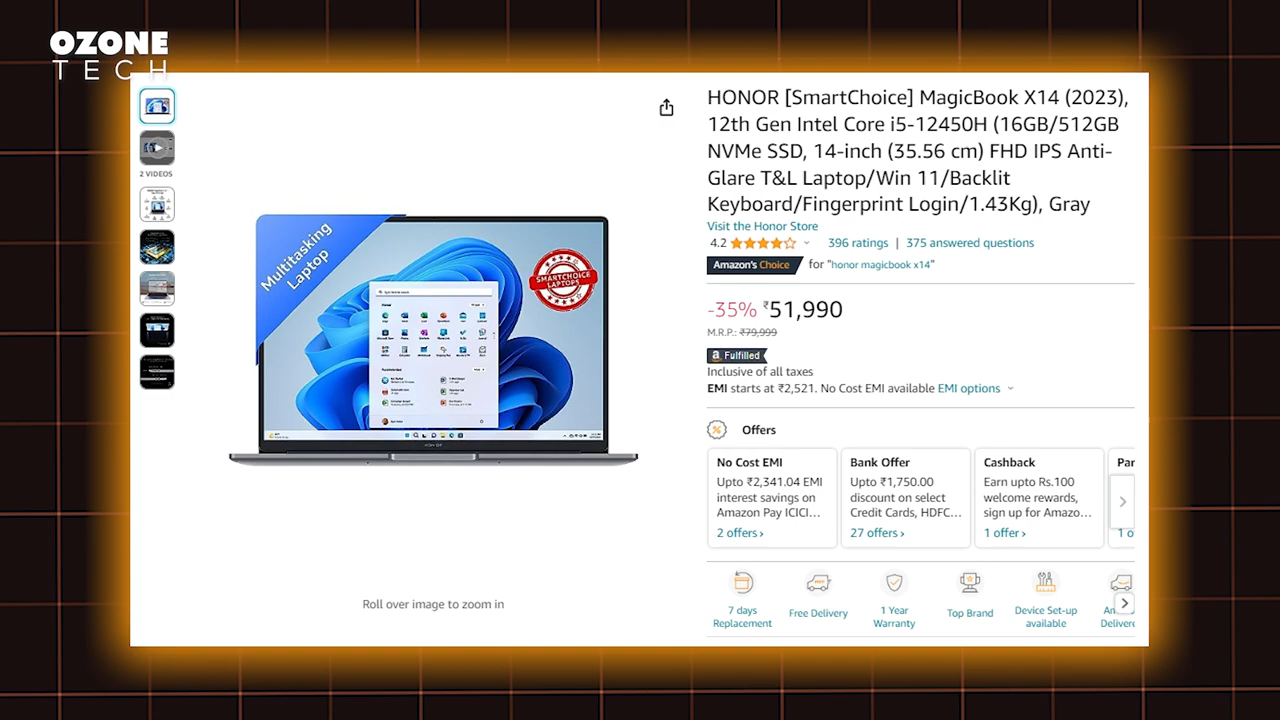 OZONE
TECH
2 VIDEOS
Multitasking
Laptop
SMARTCHOICE
LAPTOPS
HONOR
Roll over image to zoom in
HONOR [SmartChoice] MagicBook X14 (2023),
12th Gen Intel Core i5-12450H (16GB/512GB
NVMe SSD, 14-inch (35.56 cm) FHD IPS Anti-
Glare T&L Laptop/Win 11/Backlit
Keyboard/Fingerprint Login/1.43Kg), Gray
Visit the Honor Store
4.2 396 ratings | 375 answered questions
Amazon's Choice for "honor magicbook x14"
-35% ₹51,990
M.R.P.: ₹79,999
a Fulfilled
Inclusive of all taxes
EMI starts at ₹2,521. No Cost EMI available EMI options
Offers
No Cost EMI
Upto ₹2,341.04 EMI
interest savings on
Amazon Pay ICICI...
2 offers ›
Bank Offer
Upto ₹1,750.00
discount on select
Credit Cards, HDFC...
27 offers ›
Cashback
Earn upto Rs.100
welcome rewards,
sign up for Amazo...
1 offer ›
Par
1 o
7 days
Replacement
Free Delivery
1 Year
Warranty
Top Brand
Device Set-up
available
Delivere